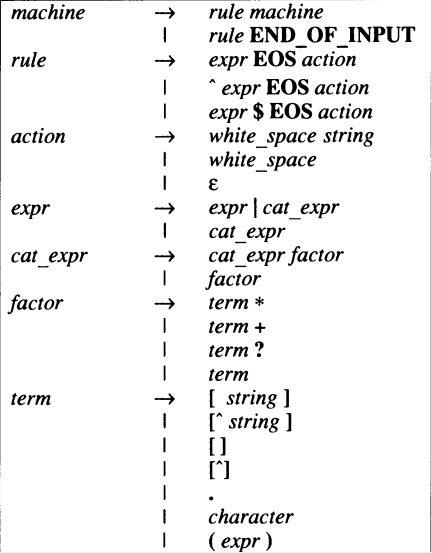 machine → rule machine
| rule END_OF_INPUT
rule → expr EOS action
| ^ expr EOS action
| expr $ EOS action
action → white_space string
| white_space
| ε
expr → expr | cat_expr
| cat_expr
cat_expr → cat_expr factor
| factor
factor → term *
| term +
| term ?
| term
term → [ string ]
| [^ string ]
| [ ]
| [^]
| .
| character
| ( expr )